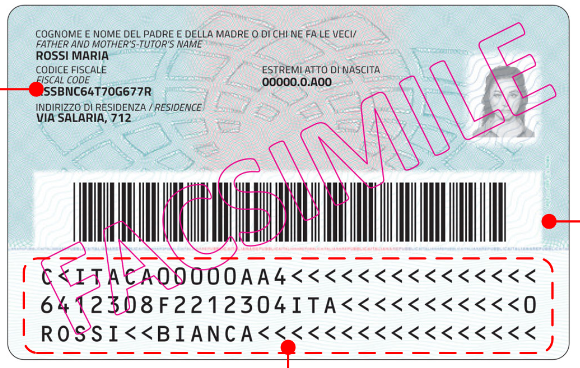 COGNOME E NOME DEL PADRE E DELLA MADRE O DI CHI NE FA LE VECI/
FATHER AND MOTHER'S-TUTOR'S NAME
ROSSI MARIA
CODICE FISCALE
FISCAL CODE
SSBNC64T70G677R
ESTREMI ATTO DI NASCITA
00000.0.A00
INDIRIZZO DI RESIDENZA / RESIDENCE
VIA SALARIA, 712
FACSIMILE
C<ITACA00000AA4<<<<<<<<<<<<<<<
6412308F2212304ITA<<<<<<<<<<<0
ROSSI<<BIANCA<<<<<<<<<<<<<<<<<